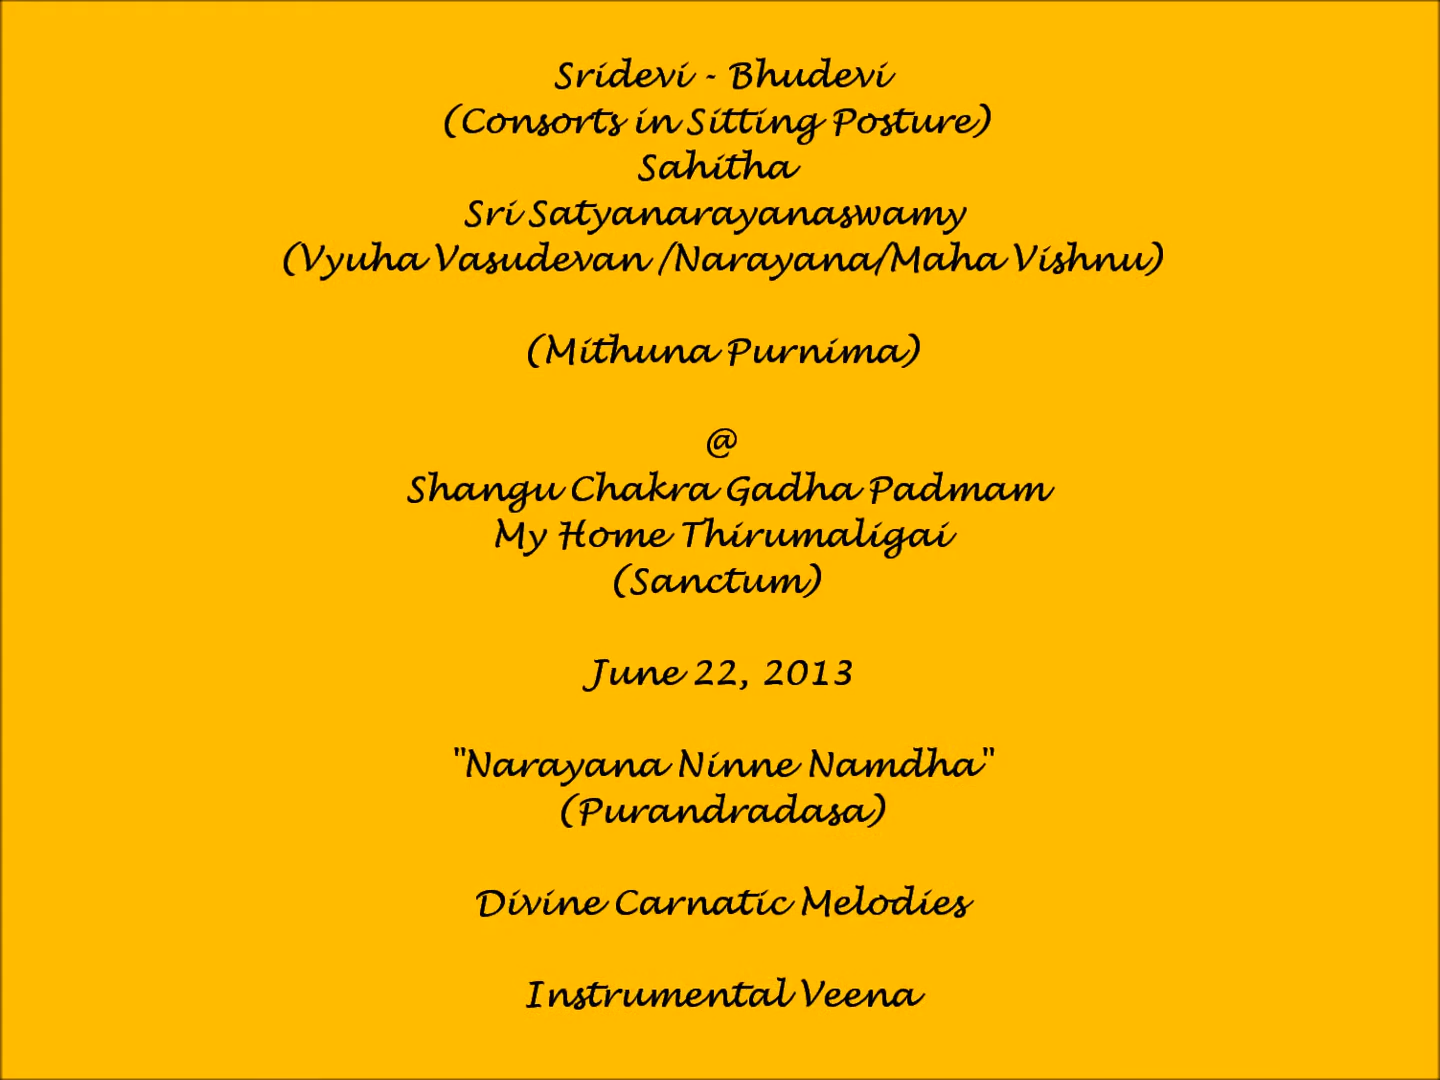 Sridevi - Bhudevi
(Consorts in Sitting Posture)
Sahitha
Sri Satyanarayanaswamy
(Vyuha Vasudevan /Narayana/Maha Vishnu)
(Mithuna Purnima)
@
Shangu Chakra Gadha Padmam
My Home Thirumaligai
(Sanctum)
June 22, 2013
"Narayana Ninne Namdha"
(Purandradasa)
Divine Carnatic Melodies
Instrumental Veena